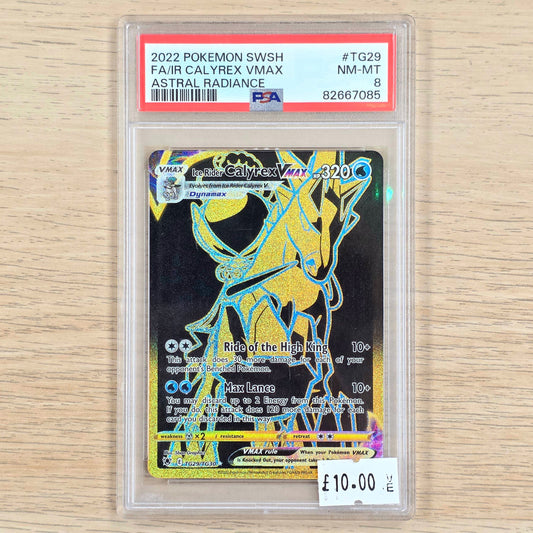 2022 POKEMON SWSH #TG29
FA/IR CALYREX VMAX NM-MT
ASTRAL RADIANCE 8
PSA 82667085
VMAX Ice Rider Calyrex VMAX HP 320
Evolves from Ice Rider Calyrex V
Dynamax
Ride of the High King 10+
This attack does 30 more damage for each of your
opponent's Benched Pokémon.
Max Lance 10+
You may discard up to 2 Energy from this Pokémon.
If you do, this attack does 120 more damage for each
card you discarded in this way.
weakness ×2 resistance retreat
VMAX rule When your Pokémon VMAX
is Knocked Out, your opponent takes
TG29/TG30
£10.00